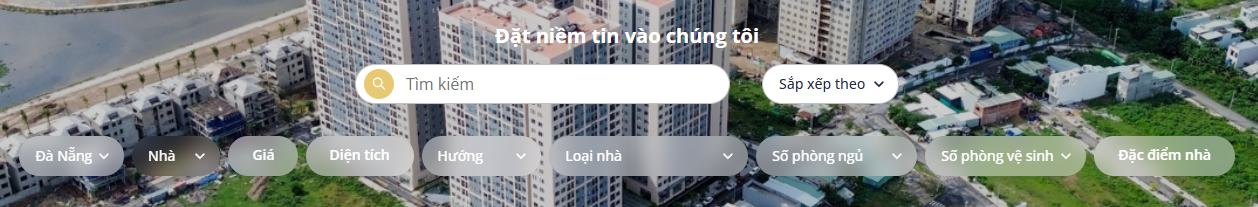 Đặt niềm tin vào chúng tôi
Tìm kiếm
Sắp xếp theo
Đà Nẵng
Nhà
Giá
Diện tích
Hướng
Loại nhà
Số phòng ngủ
Số phòng vệ sinh
Đặc điểm nhà